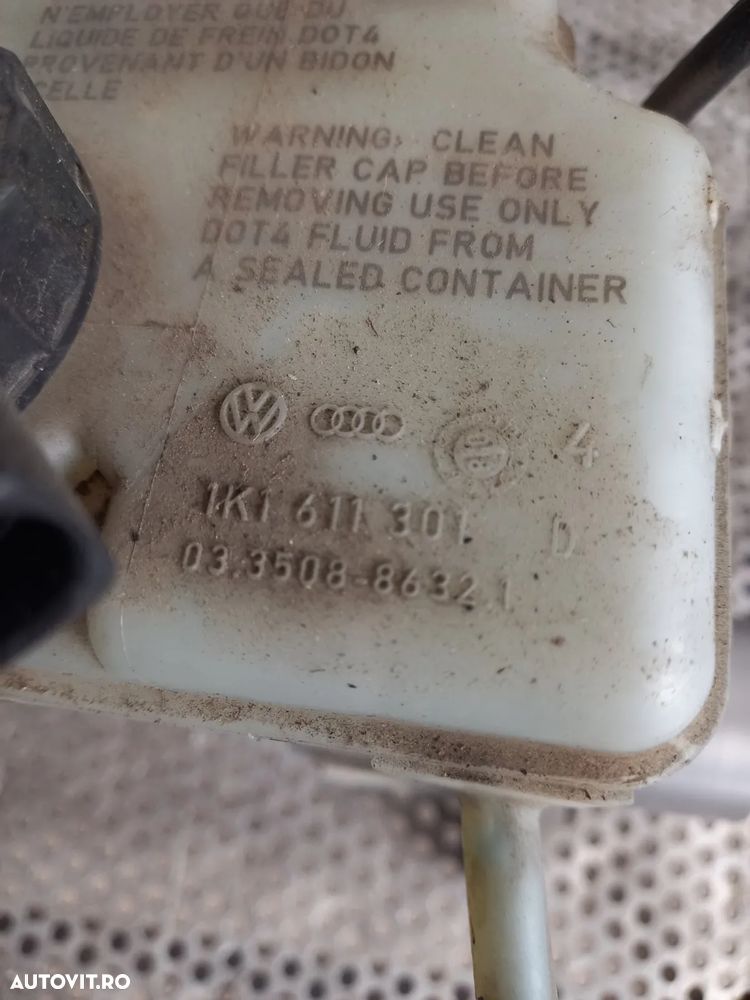 N'EMPLOYER QUE DU
LIQUIDE DE FREIN DOT4
PROVENANT D'UN BIDON
CELLE
WARNING, CLEAN
FILLER CAP BEFORE
REMOVING USE ONLY
DOT4 FLUID FROM
A SEALED CONTAINER
4
1K1 611 301 D
03.3508-8632.1
AUTOVIT.RO